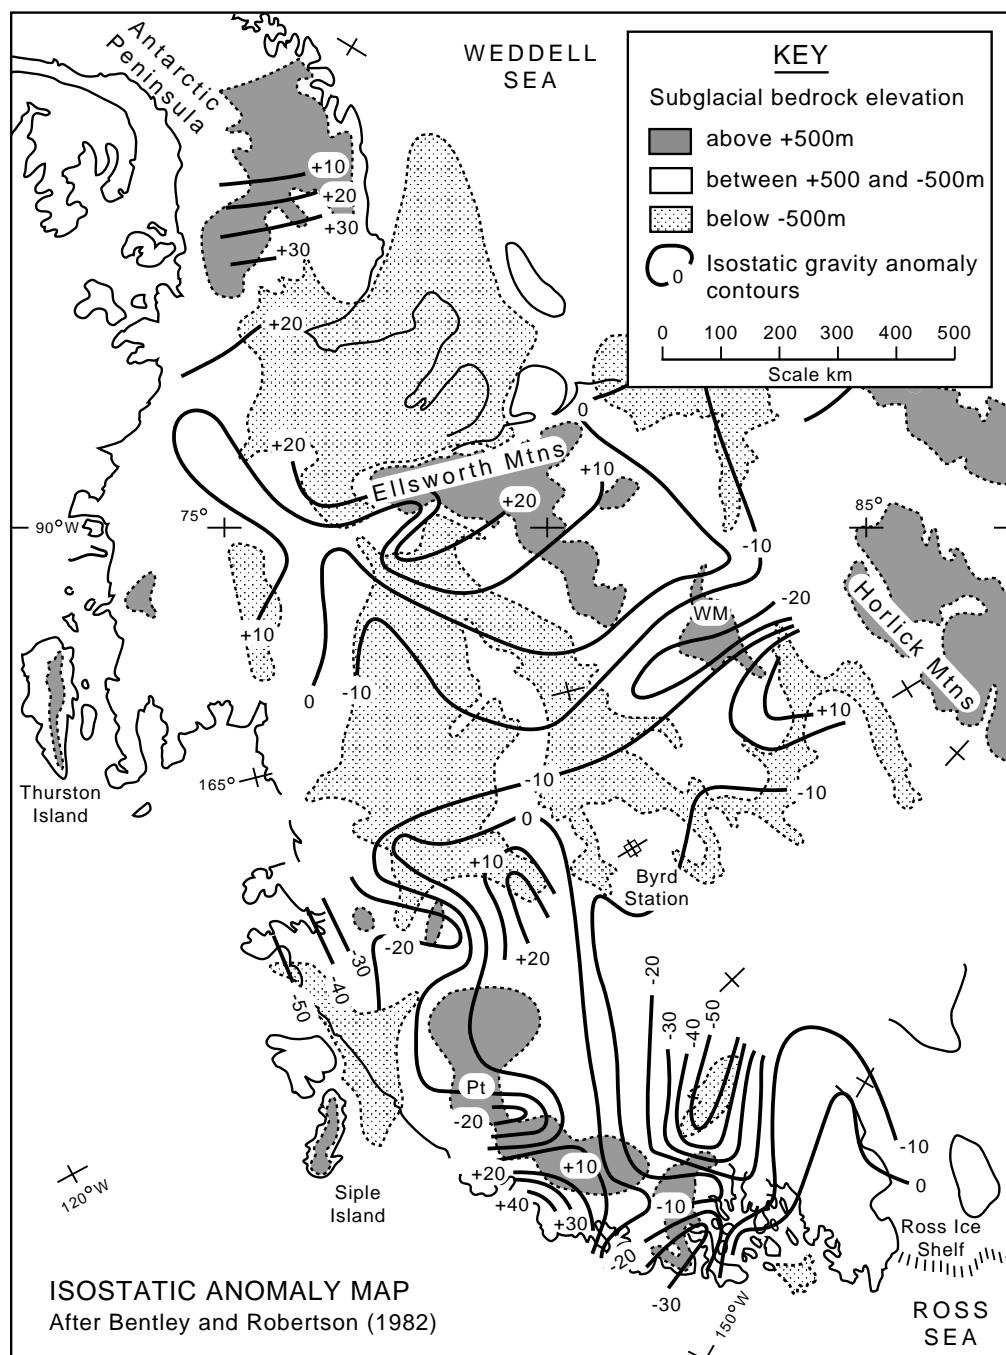 Antarctic
Peninsula
WEDDELL
SEA
KEY
Subglacial bedrock elevation
above +500m
between +500 and -500m
below -500m
0
Isostatic gravity anomaly
contours
0 100 200 300 400 500
Scale km
+10
+20
+30
+30
+20
0
+20
Ellsworth Mtns
+10
+20
90°W
75°
85°
-10
-20
WM
Horlick Mtns
+10
0
-10
+10
Thurston
Island
165°
-10
-10
0
+10
Byrd
Station
-20
+20
-30
-40
-50
-20
-30
-40
-50
Pt
-20
+10
+20
+40
+30
-10
-20
-30
-10
0
120°W
Siple
Island
Ross Ice
Shelf
150°W
ISOSTATIC ANOMALY MAP
After Bentley and Robertson (1982)
ROSS
SEA